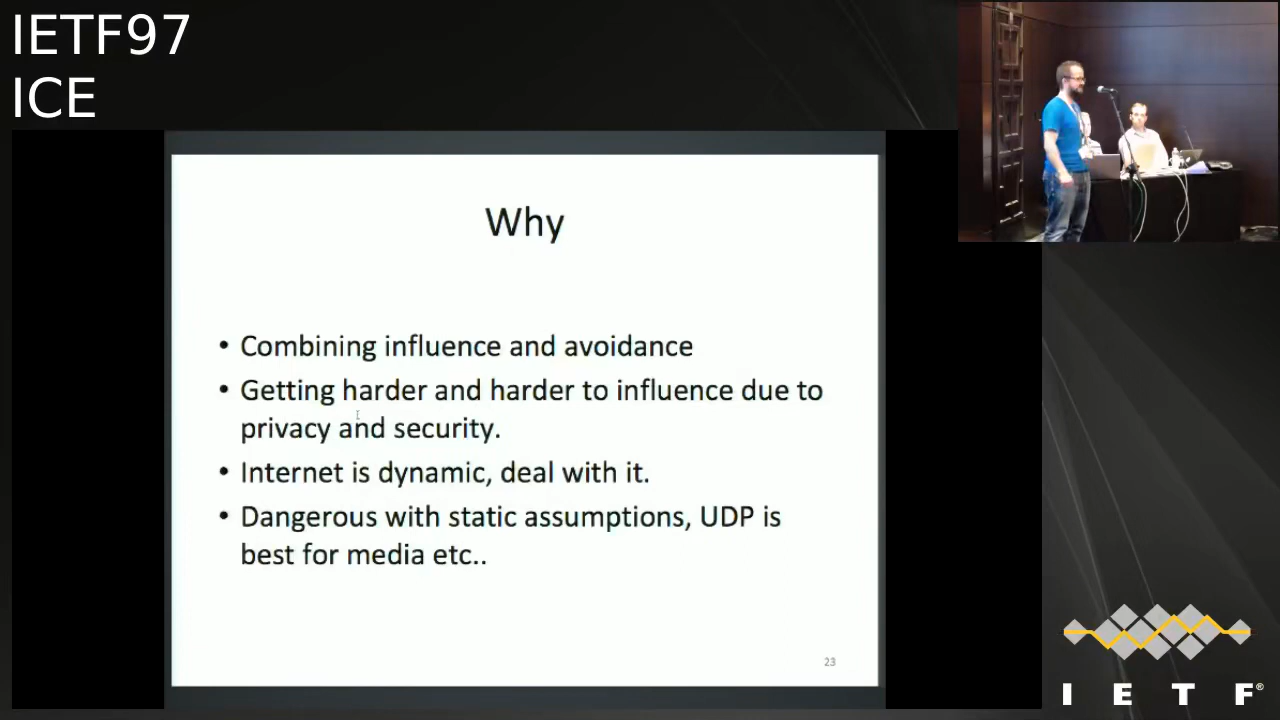 IETF97
ICE
Why
• Combining influence and avoidance
• Getting harder and harder to influence due to
privacy and security.
• Internet is dynamic, deal with it.
• Dangerous with static assumptions, UDP is
best for media etc..
23
I E T F®